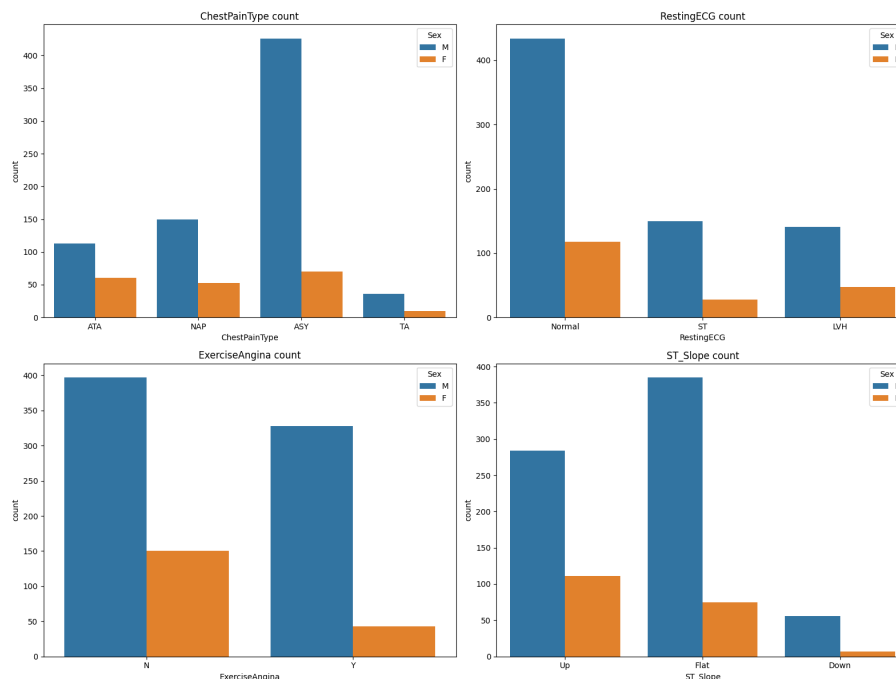 ChestPainType count
Sex
M
F
count
400
350
300
250
200
150
100
50
0
ATA NAP ASY TA
ChestPainType
RestingECG count
Sex
count
400
300
200
100
0
Normal ST LVH
RestingECG
ExerciseAngina count
Sex
M
F
count
400
350
300
250
200
150
100
50
0
N Y
ExerciseAngina
ST_Slope count
Sex
count
400
350
300
250
200
150
100
50
0
Up Flat Down
ST_Slope